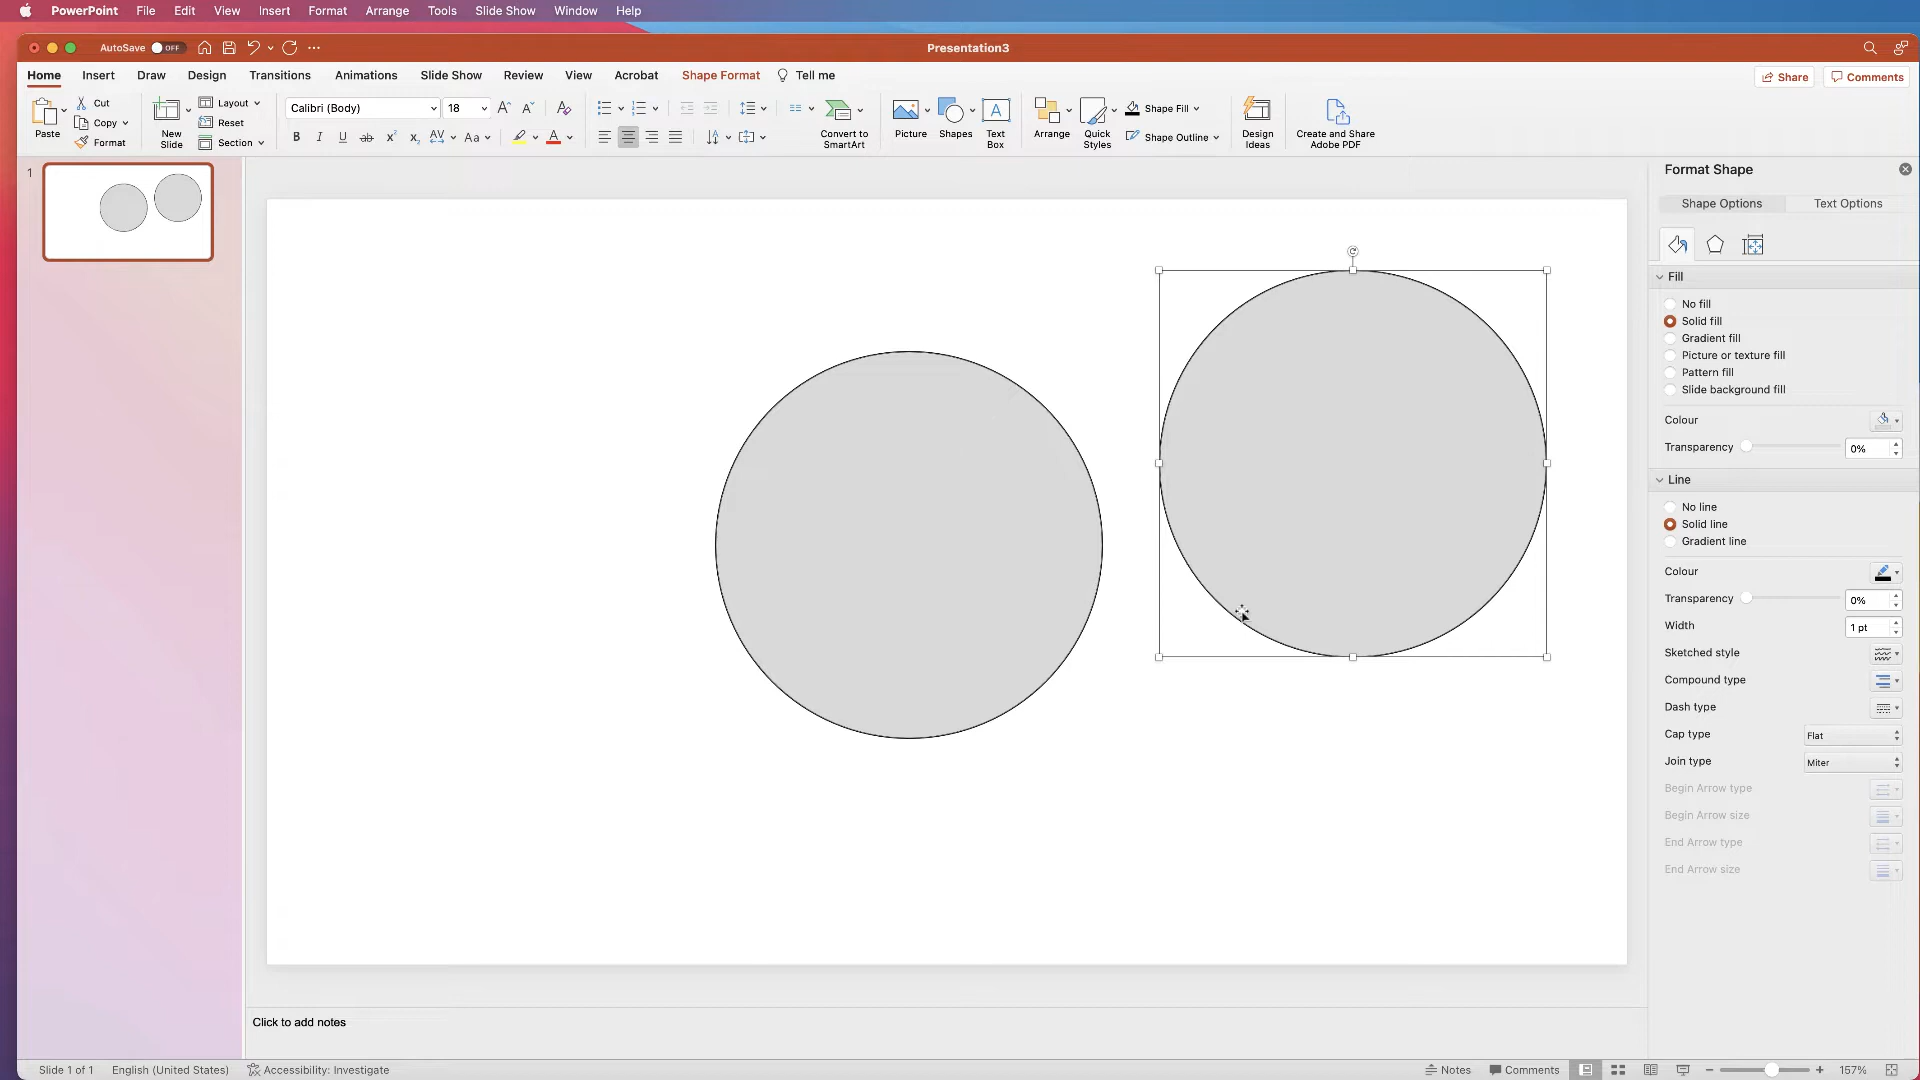 PowerPoint File Edit View Insert Format Arrange Tools Slide Show Window Help
AutoSave OFF
Presentation3
Home Insert Draw Design Transitions Animations Slide Show Review View Acrobat Shape Format Tell me
Share Comments
Paste
Cut
Copy
Format
New Slide
Layout
Reset
Section
Calibri (Body) 18
Convert to SmartArt
Picture
Shapes
Text Box
Arrange
Quick Styles
Shape Fill
Shape Outline
Design Ideas
Create and Share Adobe PDF
1
Format Shape
Shape Options Text Options
Fill
No fill
Solid fill
Gradient fill
Picture or texture fill
Pattern fill
Slide background fill
Colour
Transparency 0%
Line
No line
Solid line
Gradient line
Colour
Transparency 0%
Width 1 pt
Sketched style
Compound type
Dash type
Cap type Flat
Join type Miter
Begin Arrow type
Begin Arrow size
End Arrow type
End Arrow size
Click to add notes
Slide 1 of 1 English (United States) Accessibility: Investigate Notes Comments 157%